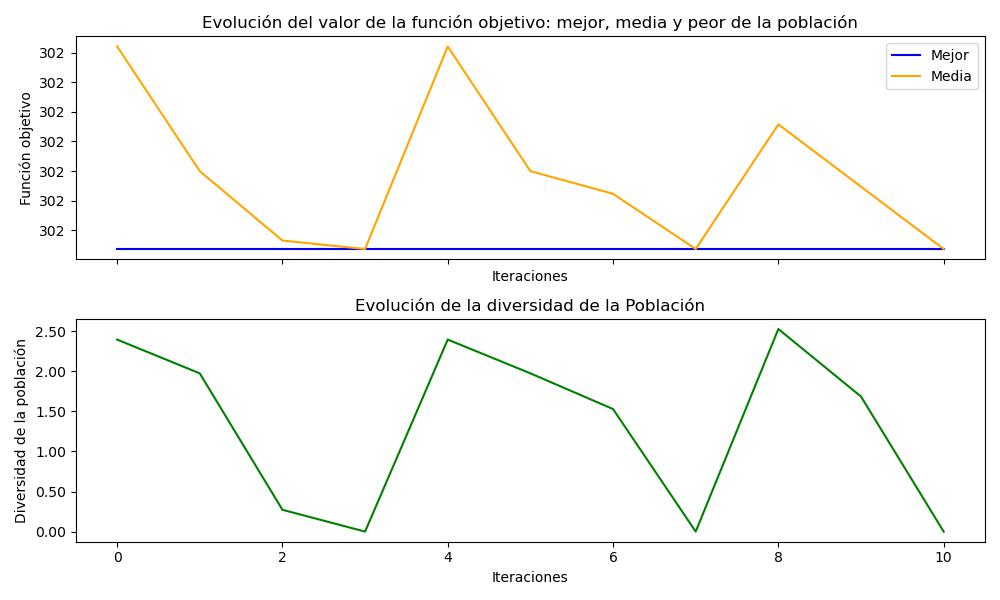 Evolución del valor de la función objetivo: mejor, media y peor de la población
Función objetivo
302
302
302
302
302
302
302
Mejor
Media
Iteraciones
Evolución de la diversidad de la Población
Diversidad de la población
2.50
2.00
1.50
1.00
0.50
0.00
0 2 4 6 8 10
Iteraciones